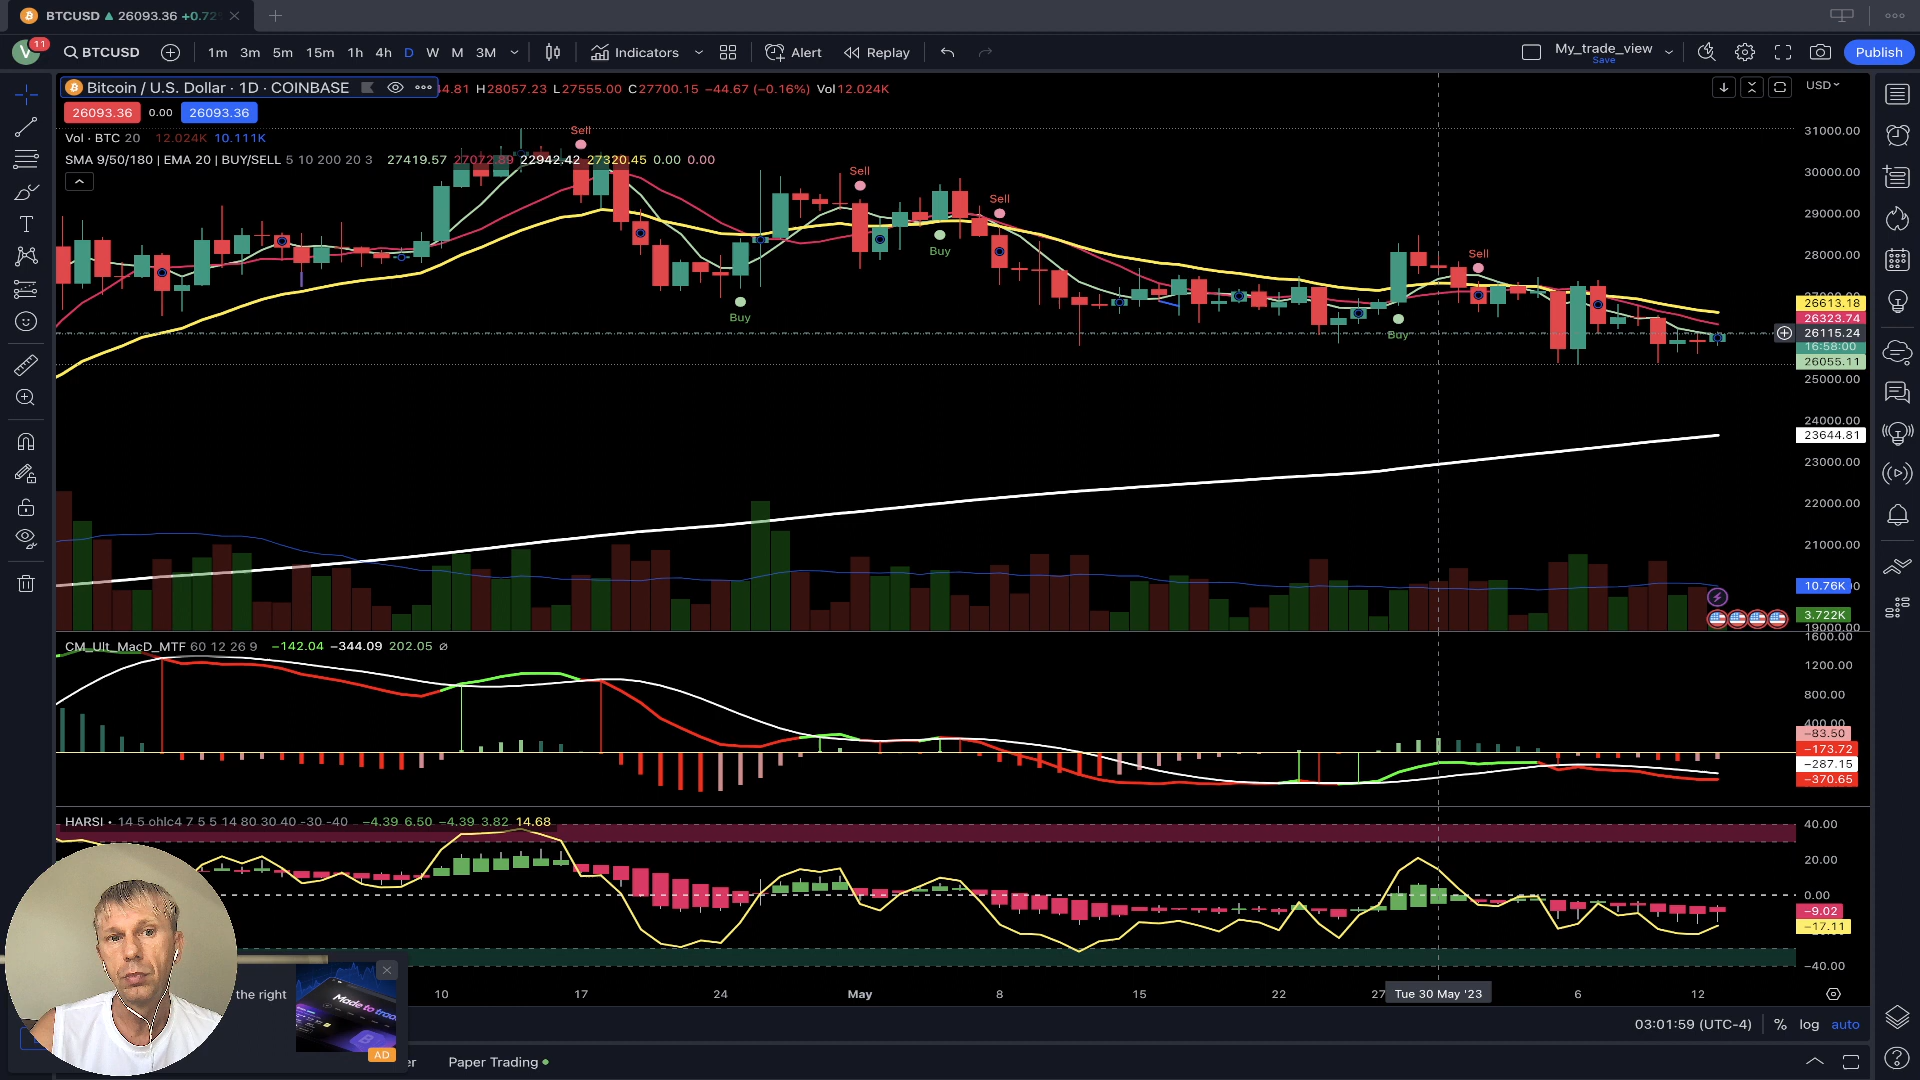 BTCUSD ▲ 26093.36 +0.72
V 11 BTCUSD 1m 3m 5m 15m 1h 4h D W M 3M Indicators Alert Replay My_trade_view Save Publish
Bitcoin / U.S. Dollar · 1D · COINBASE H28057.23 L27555.00 C27700.15 −44.67 (−0.16%) Vol12.024K USD
26093.36 0.00 26093.36
Vol · BTC 20 12.024K 10.111K
SMA 9/50/180 | EMA 20 | BUY/SELL 5 10 200 20 3 27419.57 27072.89 22942.42 27320.45 0.00 0.00
Sell
Sell
Sell
Sell
Buy
Buy
Buy
31000.00
30000.00
29000.00
28000.00
26613.18
26323.74
26115.24
16:58:00
26055.11
25000.00
24000.00
23644.81
23000.00
22000.00
21000.00
10.76K
3.722K
19000.00
CM_Ult_MacD_MTF 60 12 26 9 −142.04 −344.09 202.05 ∅
1600.00
1200.00
800.00
400.00
−83.50
−173.72
−287.15
−370.65
HARSI • 14 5 ohlc4 7 5 5 14 80 30 40 -30 -40 −4.39 6.50 −4.39 3.82 14.68
40.00
20.00
0.00
−9.02
−17.11
−40.00
the right
Made to trad
AD
10 17 24 May 8 15 22 27 Tue 30 May '23 6 12
03:01:59 (UTC-4) % log auto
er Paper Trading